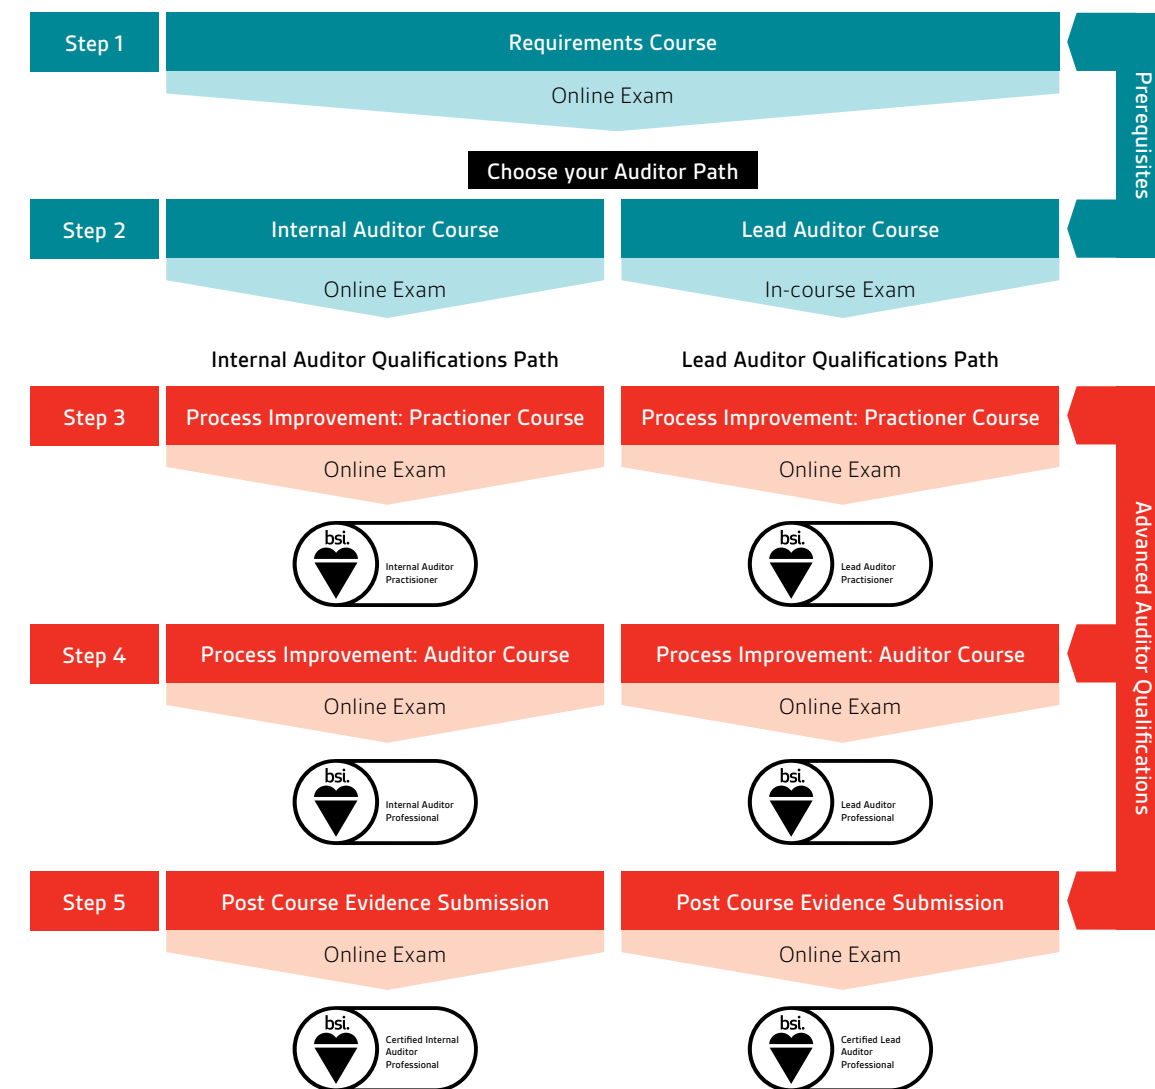 Step 1
Requirements Course
Online Exam
Prerequisites
Choose your Auditor Path
Step 2
Internal Auditor Course
Lead Auditor Course
Online Exam
In-course Exam
Internal Auditor Qualifications Path
Lead Auditor Qualifications Path
Step 3
Process Improvement: Practioner Course
Process Improvement: Practioner Course
Online Exam
Online Exam
Advanced Auditor Qualifications
bsi.
Internal Auditor
Practisioner
bsi.
Lead Auditor
Practisioner
Step 4
Process Improvement: Auditor Course
Process Improvement: Auditor Course
Online Exam
Online Exam
bsi.
Internal Auditor
Professional
bsi.
Lead Auditor
Professional
Step 5
Post Course Evidence Submission
Post Course Evidence Submission
Online Exam
Online Exam
bsi.
Certified Internal
Auditor
Professional
bsi.
Certified Lead
Auditor
Professional